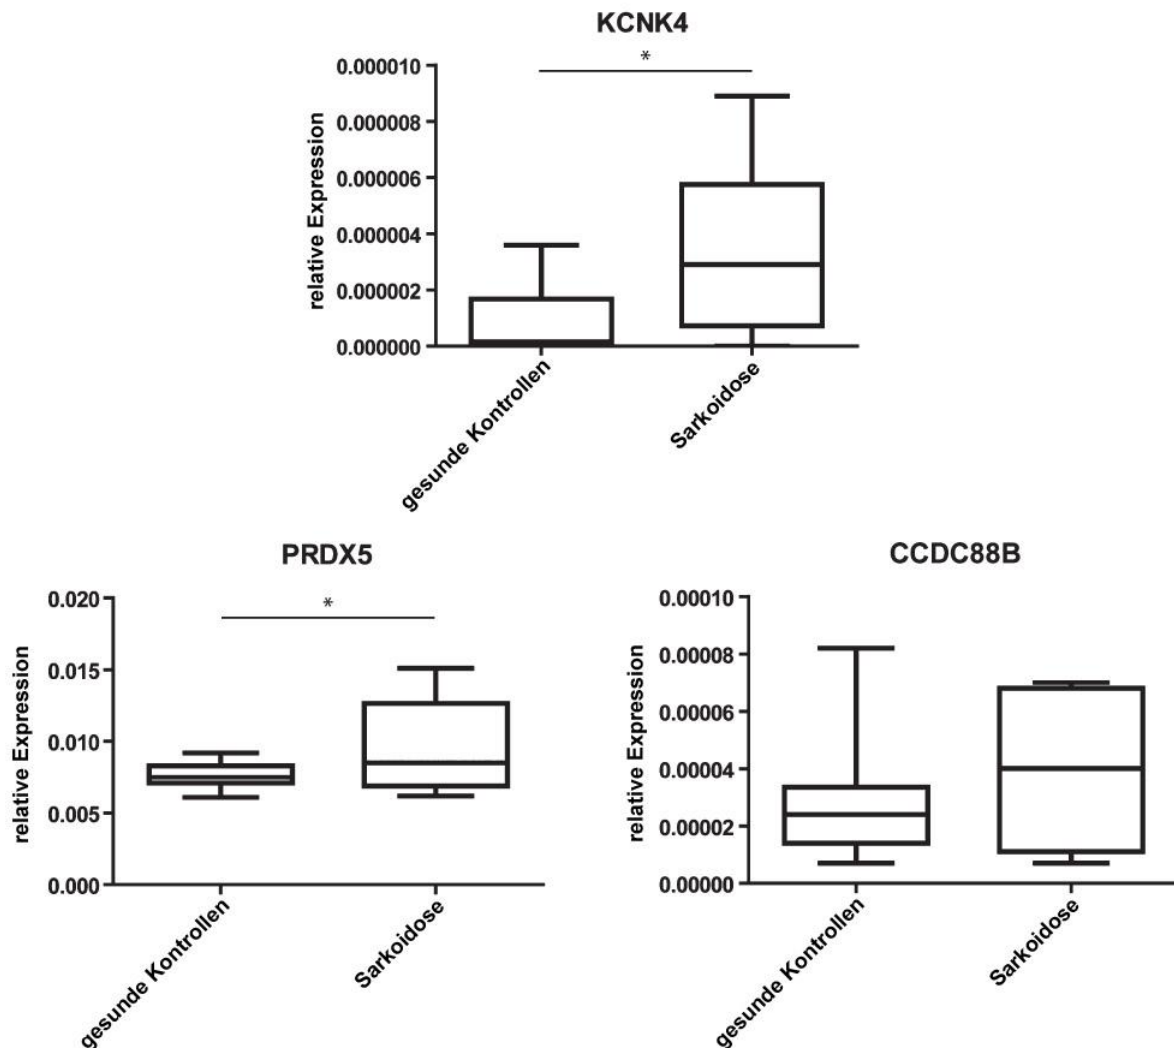 KCNK4
*
0.000010
0.000008
0.000006
0.000004
0.000002
0.000000
relative Expression
gesunde Kontrollen
Sarkoidose
PRDX5
*
0.020
0.015
0.010
0.005
0.000
relative Expression
gesunde Kontrollen
Sarkoidose
CCDC88B
0.00010
0.00008
0.00006
0.00004
0.00002
0.00000
relative Expression
gesunde Kontrollen
Sarkoidose